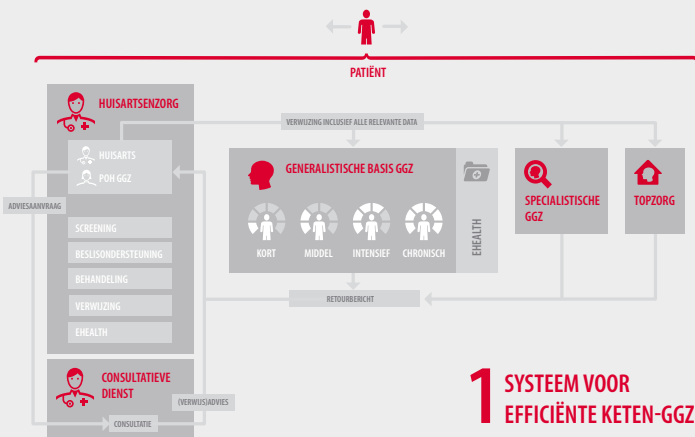 PATIËNT
HUISARTSENZORG
VERWIJZING INCLUSIEF ALLE RELEVANTE DATA
HUISARTS
POH GGZ
ADVIESAANVRAAG
SCREENING
BESLISONDERSTEUNING
BEHANDELING
VERWIJZING
EHEALTH
GENERALISTISCHE BASIS GGZ
KORT
MIDDEL
INTENSIEF
CHRONISCH
EHEALTH
SPECIALISTISCHE
GGZ
TOPZORG
RETOURBERICHT
CONSULTATIEVE
DIENST
(VERWIJS)ADVIES
CONSULTATIE
1 SYSTEEM VOOR
EFFICIËNTE KETEN-GGZ